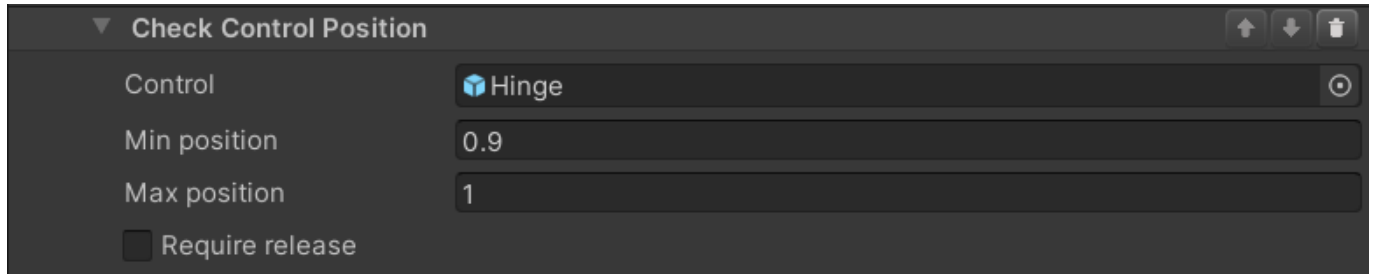 Check Control Position
Control Hinge
Min position 0.9
Max position 1
Require release